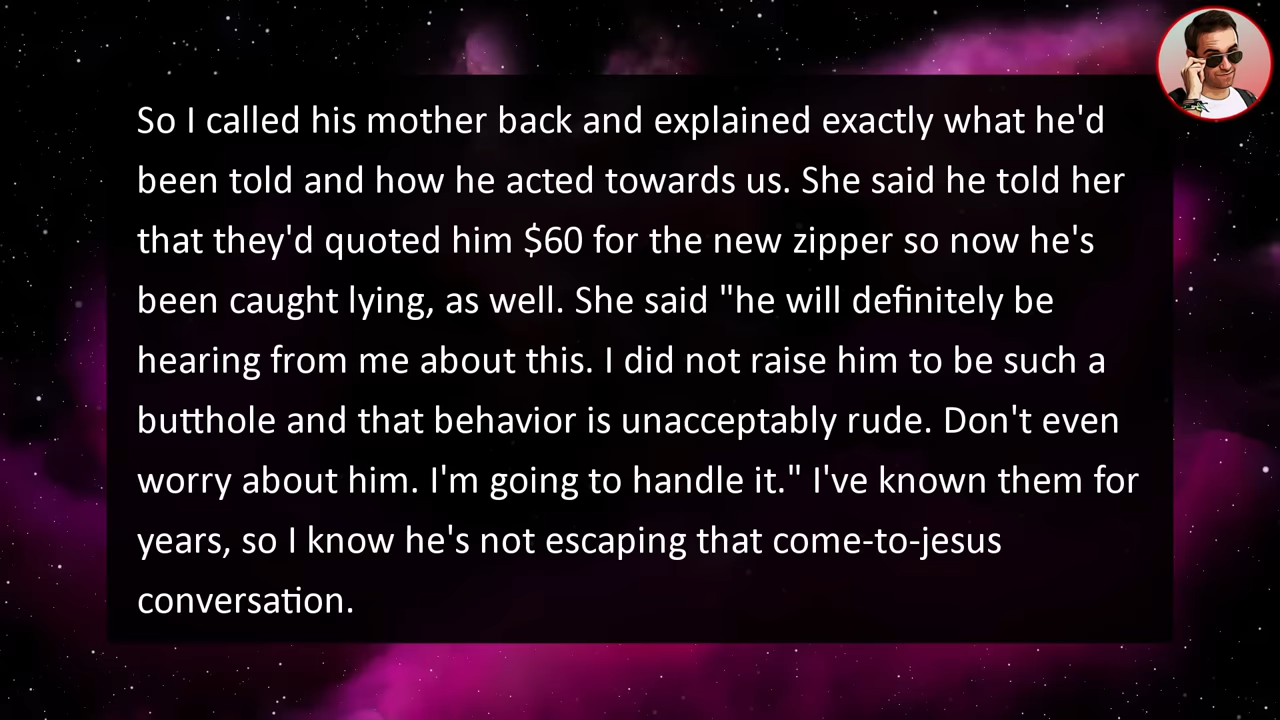 So I called his mother back and explained exactly what he'd
been told and how he acted towards us. She said he told her
that they'd quoted him $60 for the new zipper so now he's
been caught lying, as well. She said "he will definitely be
hearing from me about this. I did not raise him to be such a
butthole and that behavior is unacceptably rude. Don't even
worry about him. I'm going to handle it." I've known them for
years, so I know he's not escaping that come-to-jesus
conversation.